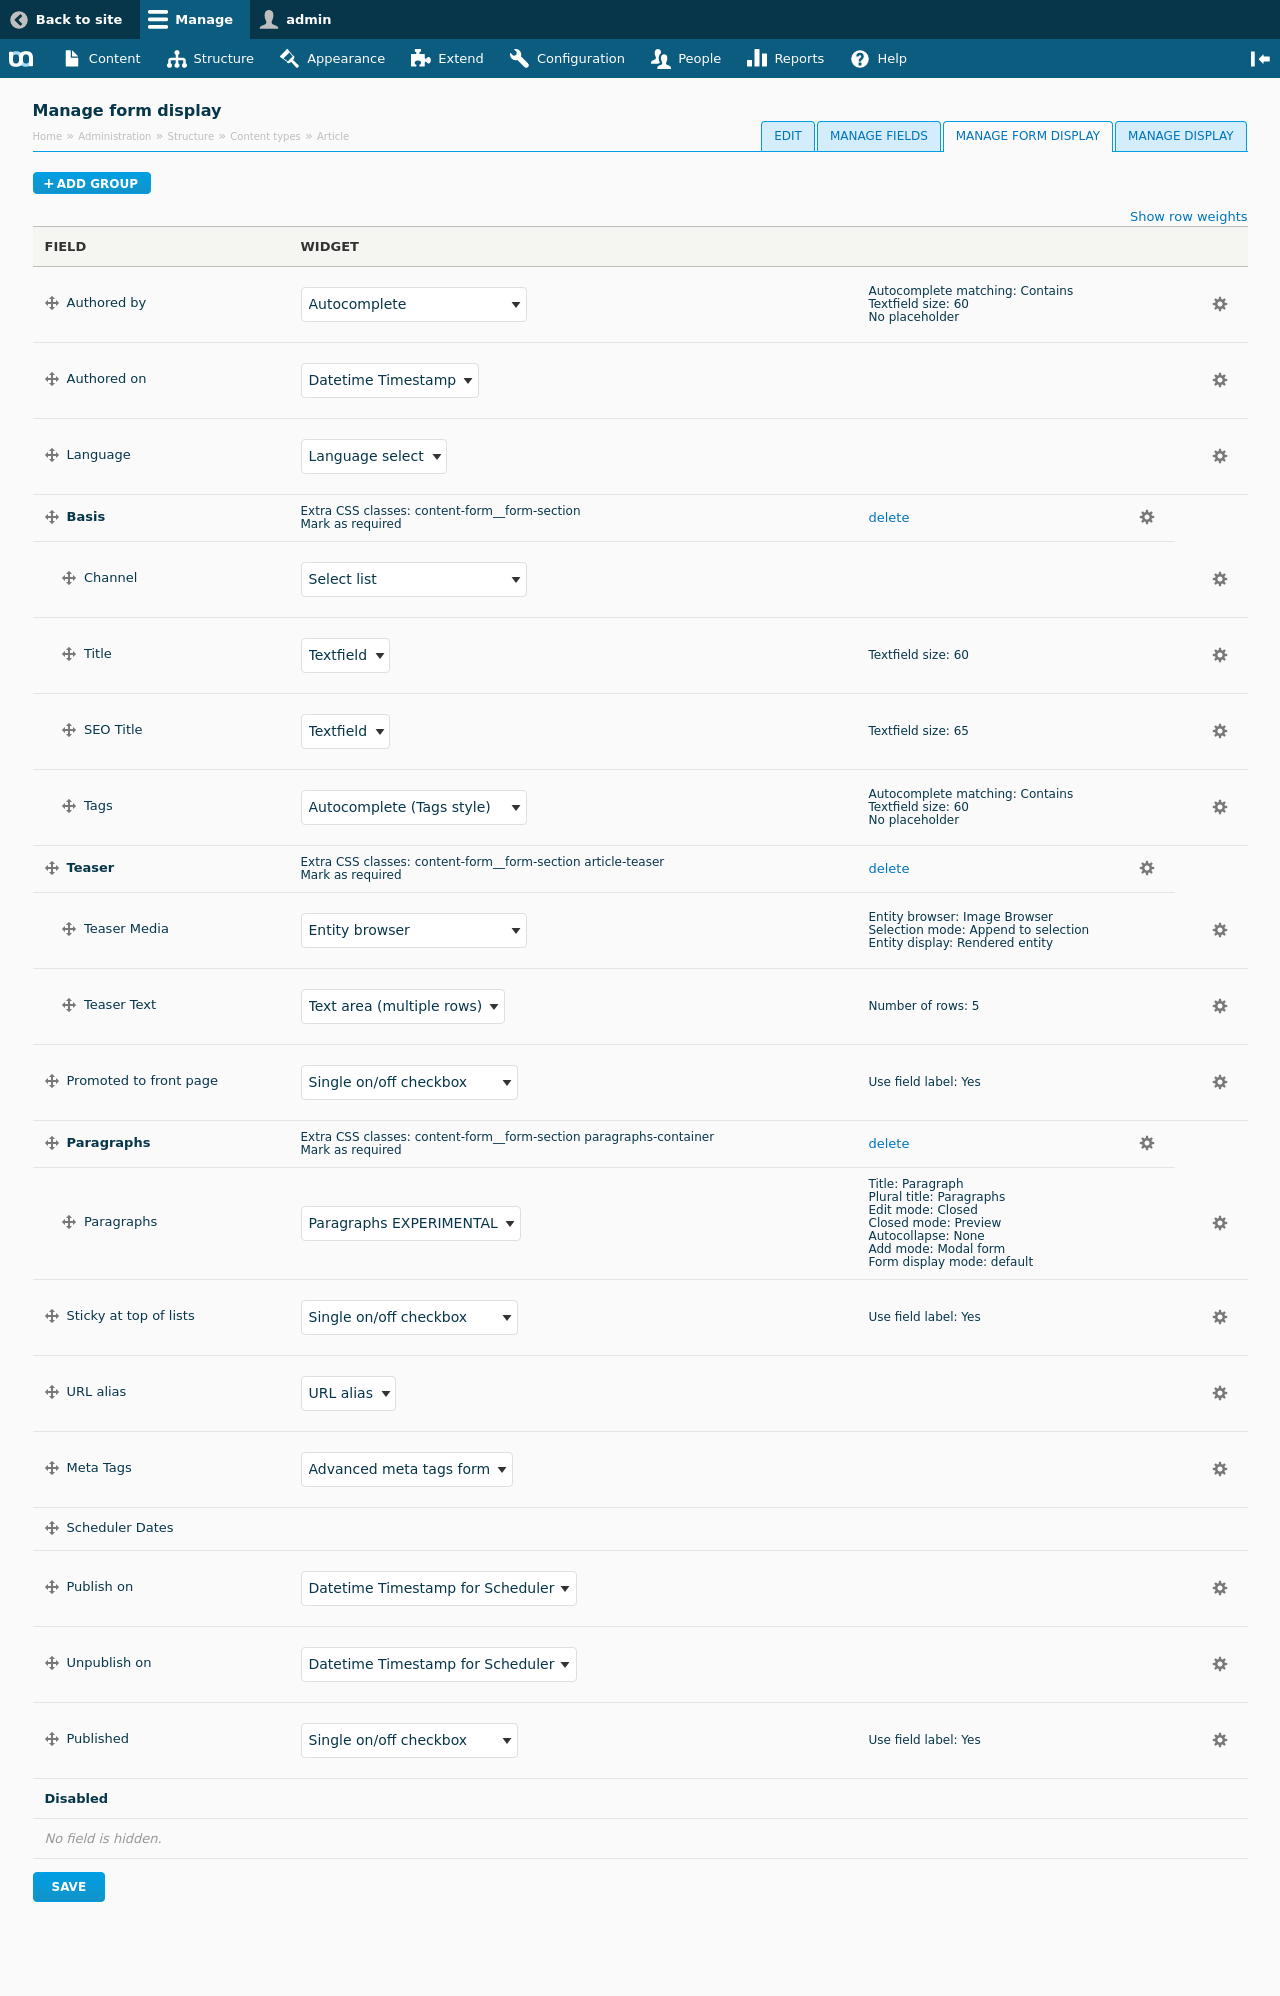 Back to site Manage admin
Content Structure Appearance Extend Configuration People Reports Help
Manage form display
Home » Administration » Structure » Content types » Article
EDIT MANAGE FIELDS MANAGE FORM DISPLAY MANAGE DISPLAY
+ ADD GROUP
Show row weights
FIELD WIDGET
Authored by Autocomplete
Autocomplete matching: Contains
Textfield size: 60
No placeholder
Authored on Datetime Timestamp
Language Language select
Basis
Extra CSS classes: content-form__form-section
Mark as required
delete
Channel Select list
Title Textfield Textfield size: 60
SEO Title Textfield Textfield size: 65
Tags Autocomplete (Tags style)
Autocomplete matching: Contains
Textfield size: 60
No placeholder
Teaser
Extra CSS classes: content-form__form-section article-teaser
Mark as required
delete
Teaser Media Entity browser
Entity browser: Image Browser
Selection mode: Append to selection
Entity display: Rendered entity
Teaser Text Text area (multiple rows) Number of rows: 5
Promoted to front page Single on/off checkbox Use field label: Yes
Paragraphs
Extra CSS classes: content-form__form-section paragraphs-container
Mark as required
delete
Paragraphs Paragraphs EXPERIMENTAL
Title: Paragraph
Plural title: Paragraphs
Edit mode: Closed
Closed mode: Preview
Autocollapse: None
Add mode: Modal form
Form display mode: default
Sticky at top of lists Single on/off checkbox Use field label: Yes
URL alias URL alias
Meta Tags Advanced meta tags form
Scheduler Dates
Publish on Datetime Timestamp for Scheduler
Unpublish on Datetime Timestamp for Scheduler
Published Single on/off checkbox Use field label: Yes
Disabled
No field is hidden.
SAVE